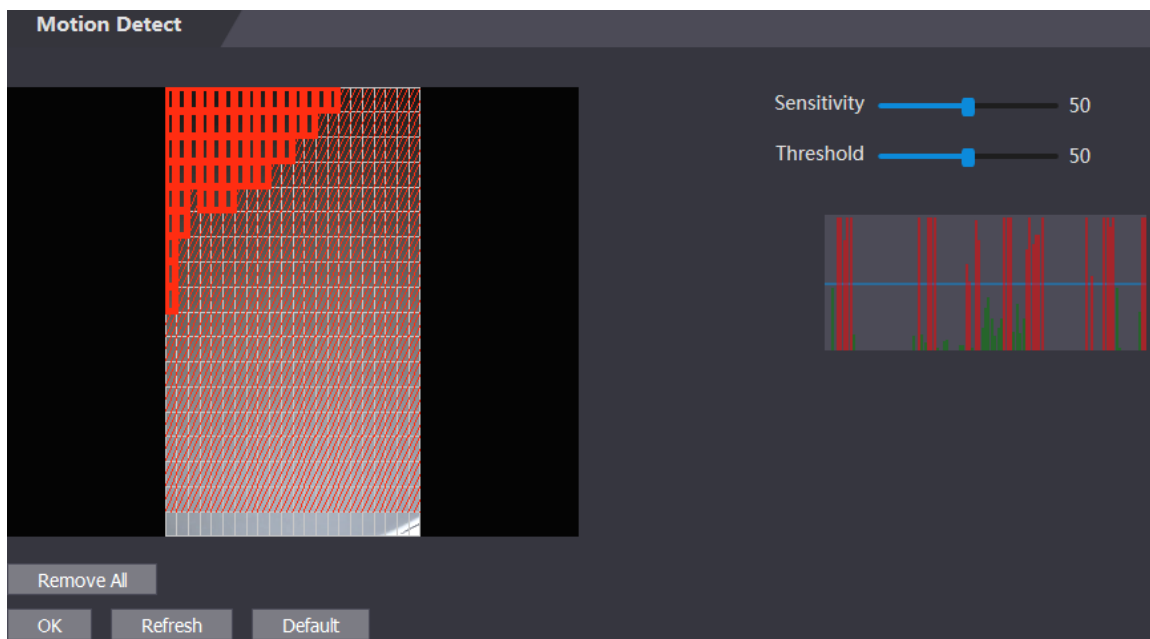 Motion Detect
Sensitivity 50
Threshold 50
Remove All
OK Refresh Default